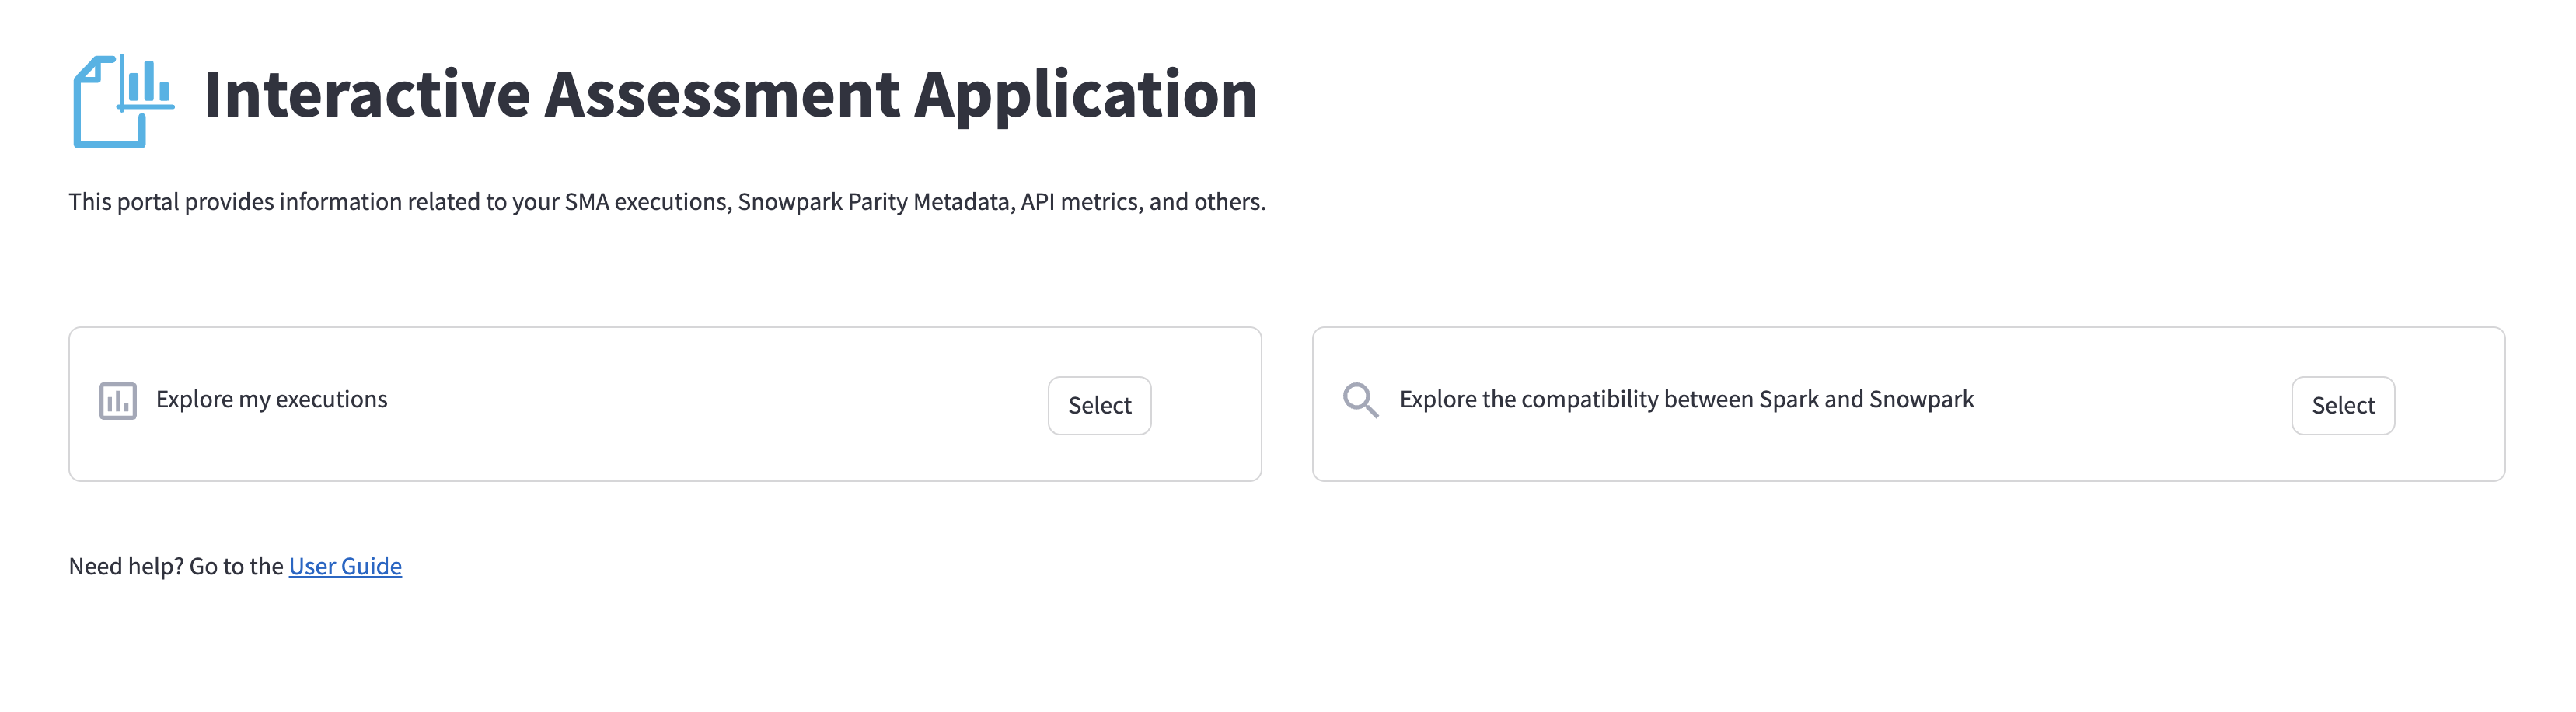 Interactive Assessment Application
This portal provides information related to your SMA executions, Snowpark Parity Metadata, API metrics, and others.
Explore my executions
Select
Explore the compatibility between Spark and Snowpark
Select
Need help? Go to the User Guide